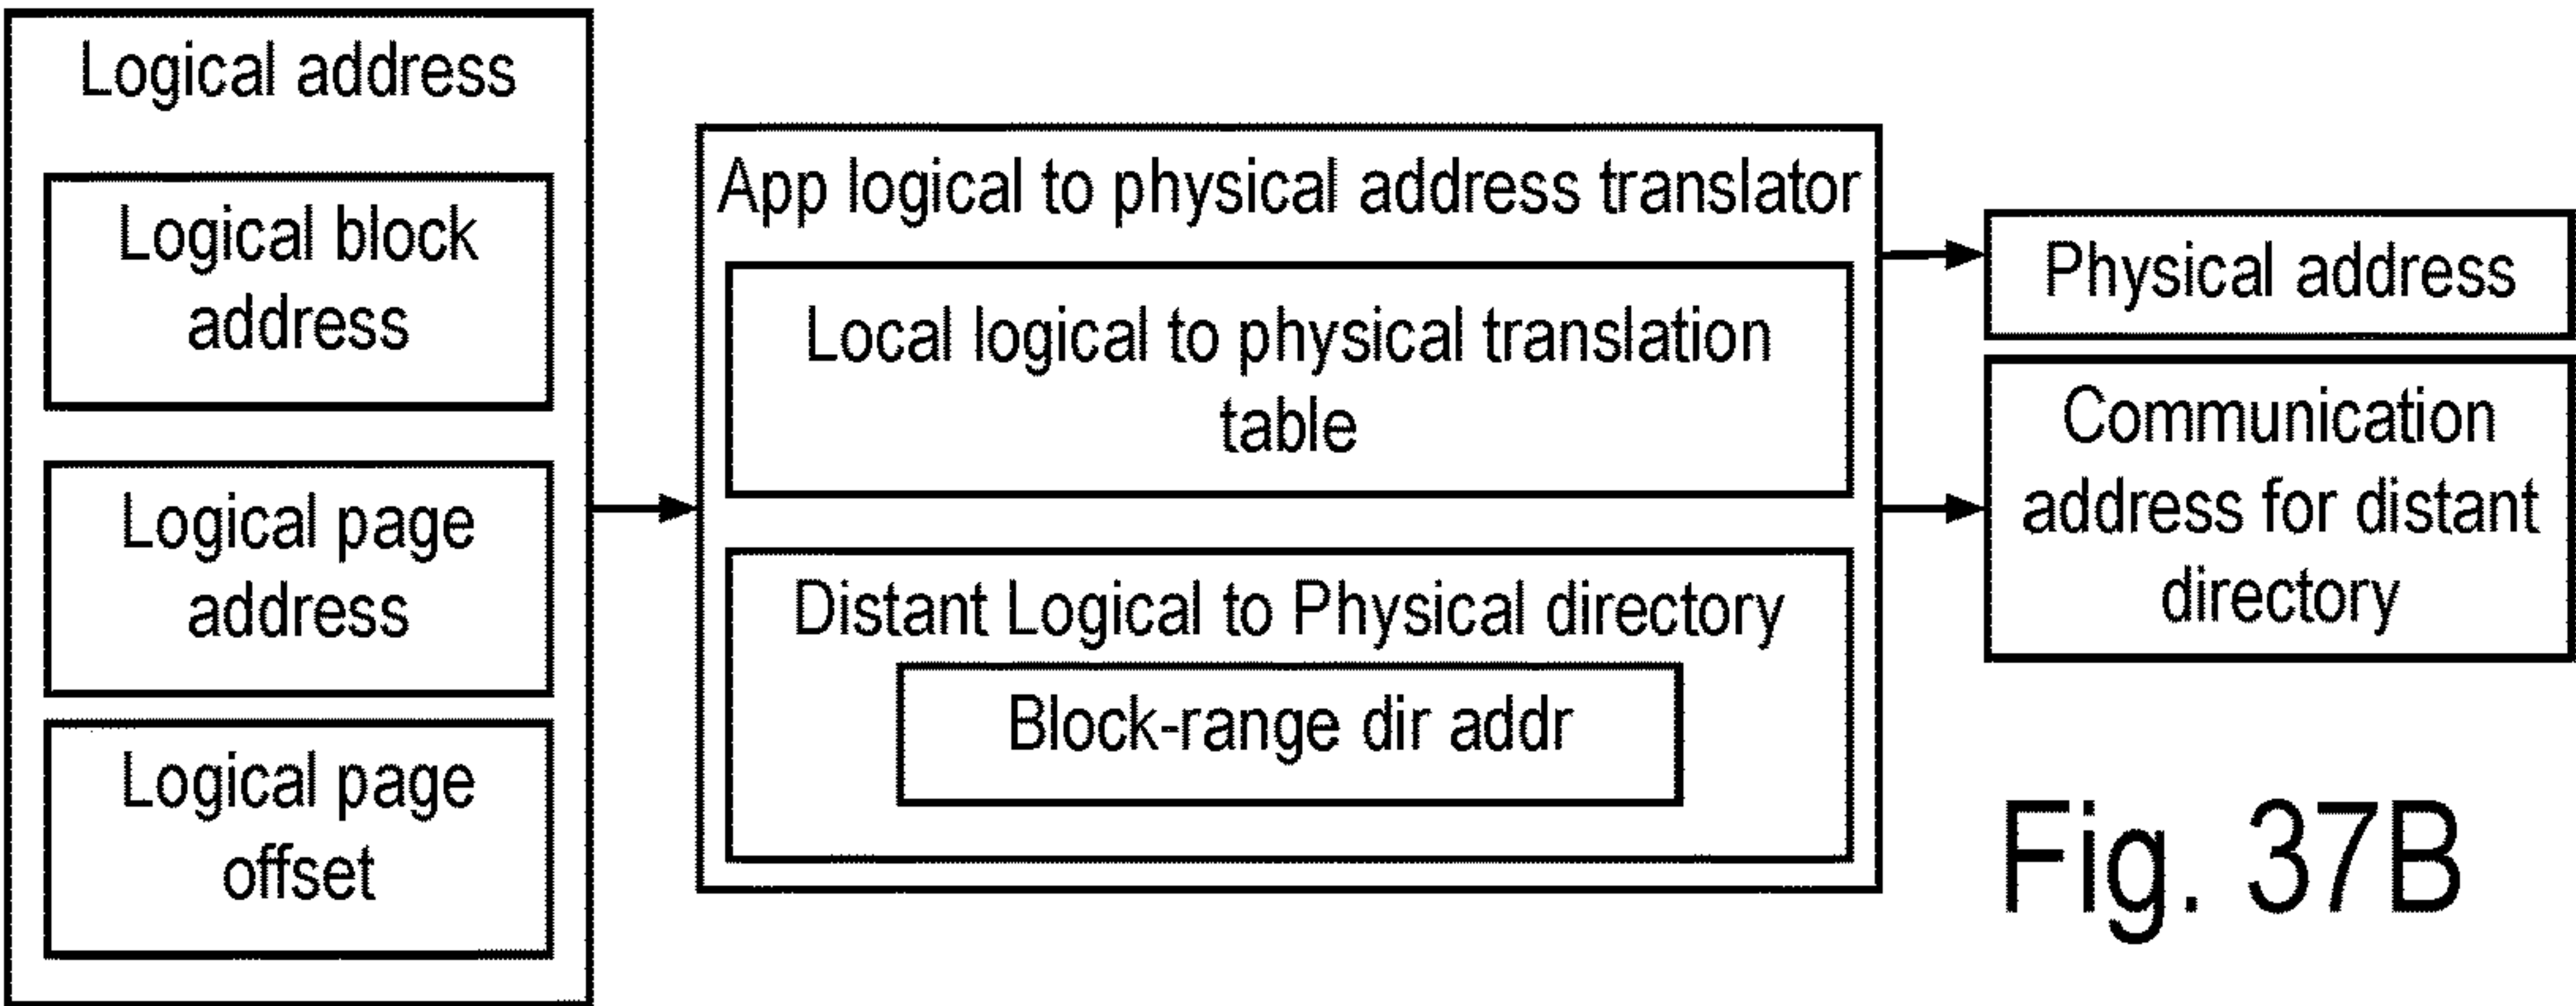 Logical address
Logical block
address
Logical page
address
Logical page
offset
App logical to physical address translator
Local logical to physical translation
table
Distant Logical to Physical directory
Block-range dir addr
Physical address
Communication
address for distant
directory
Fig. 37B